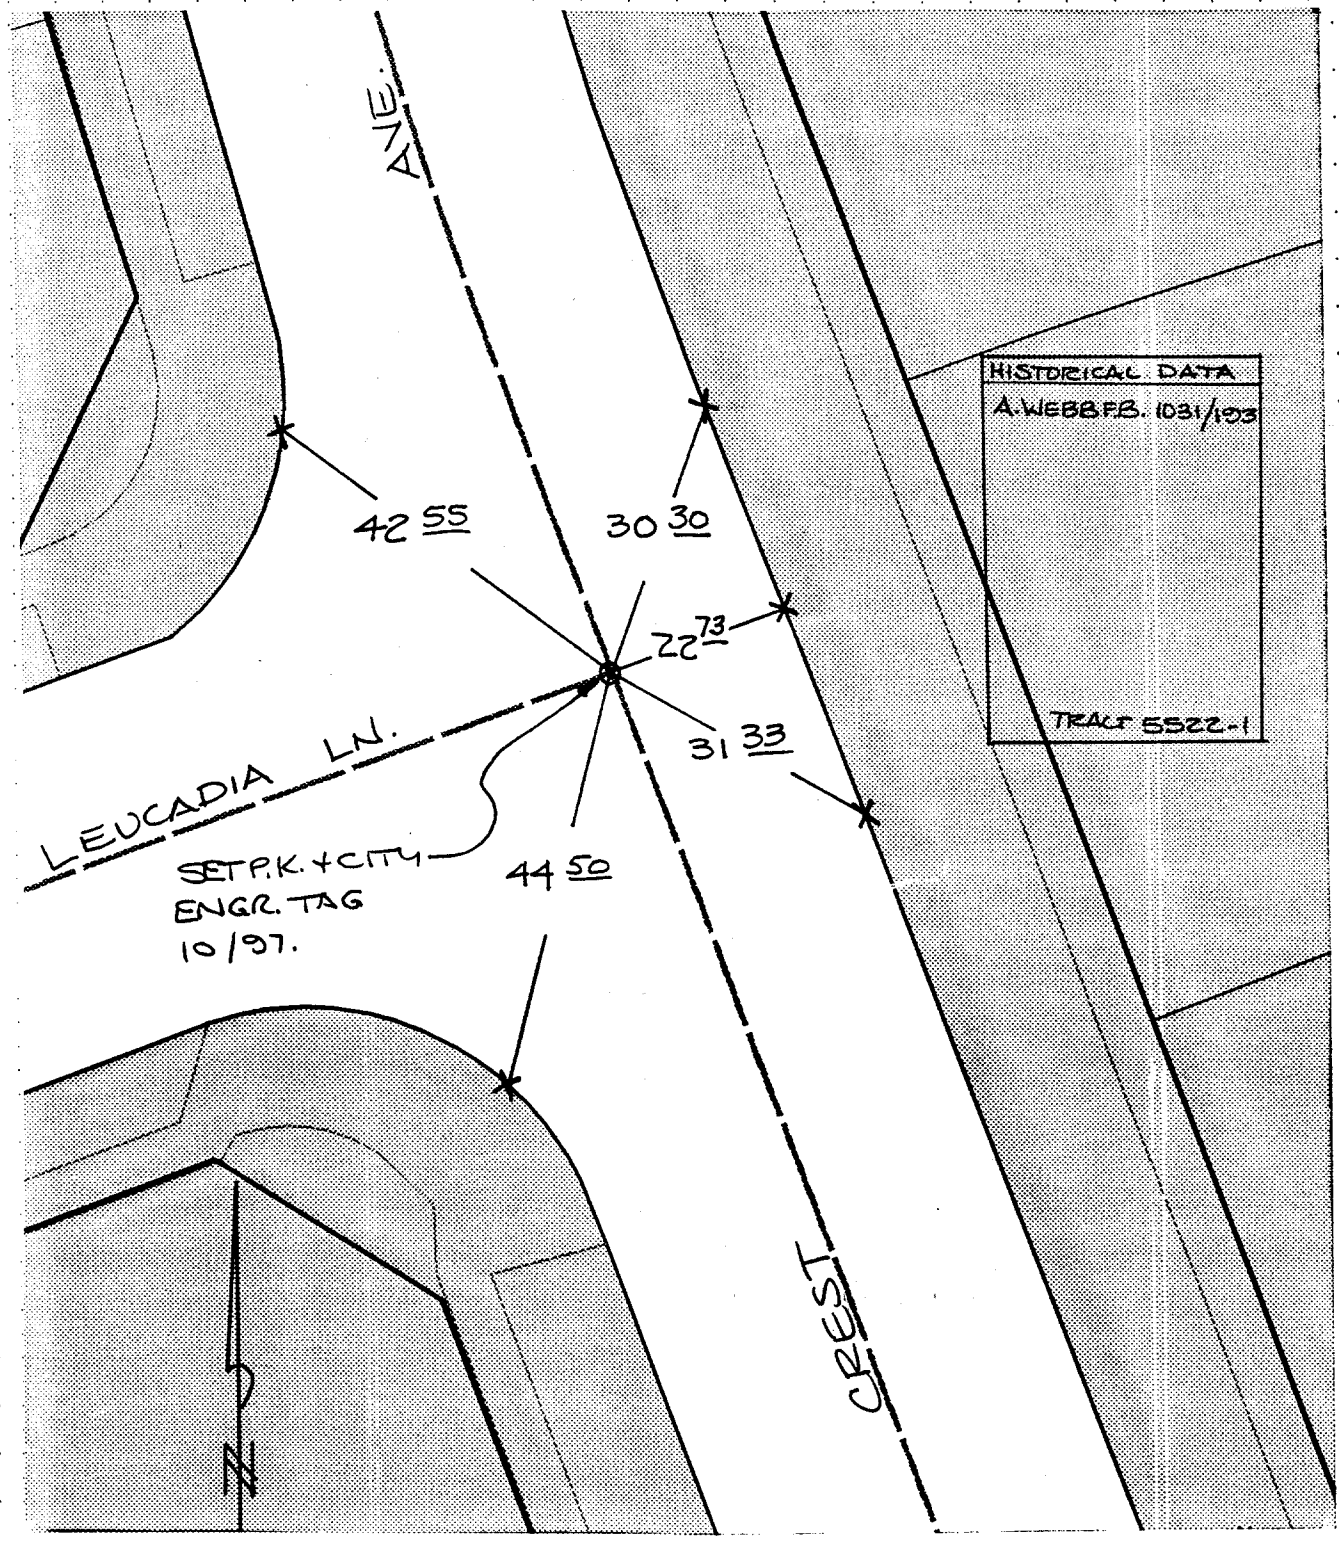 AVE.
HISTORICAL DATA
A. WEBB F.B. 1031/193
42 55
30 30
22 73
31 33
TRACT 5522-1
LEUCADIA LN.
SET P.K. + CITY
ENGR. TAG
10/97.
44 50
CREST
N